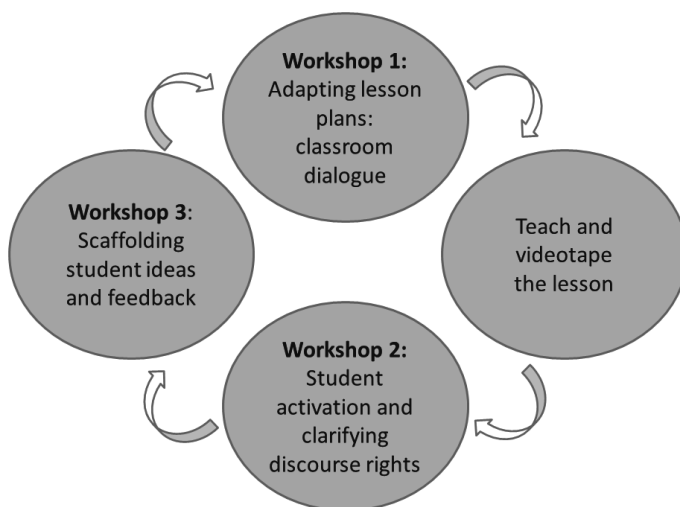 Workshop 1:
Adapting lesson
plans:
classroom
dialogue
Teach and
videotape
the lesson
Workshop 2:
Student
activation and
clarifying
discourse rights
Workshop 3:
Scaffolding
student ideas
and feedback